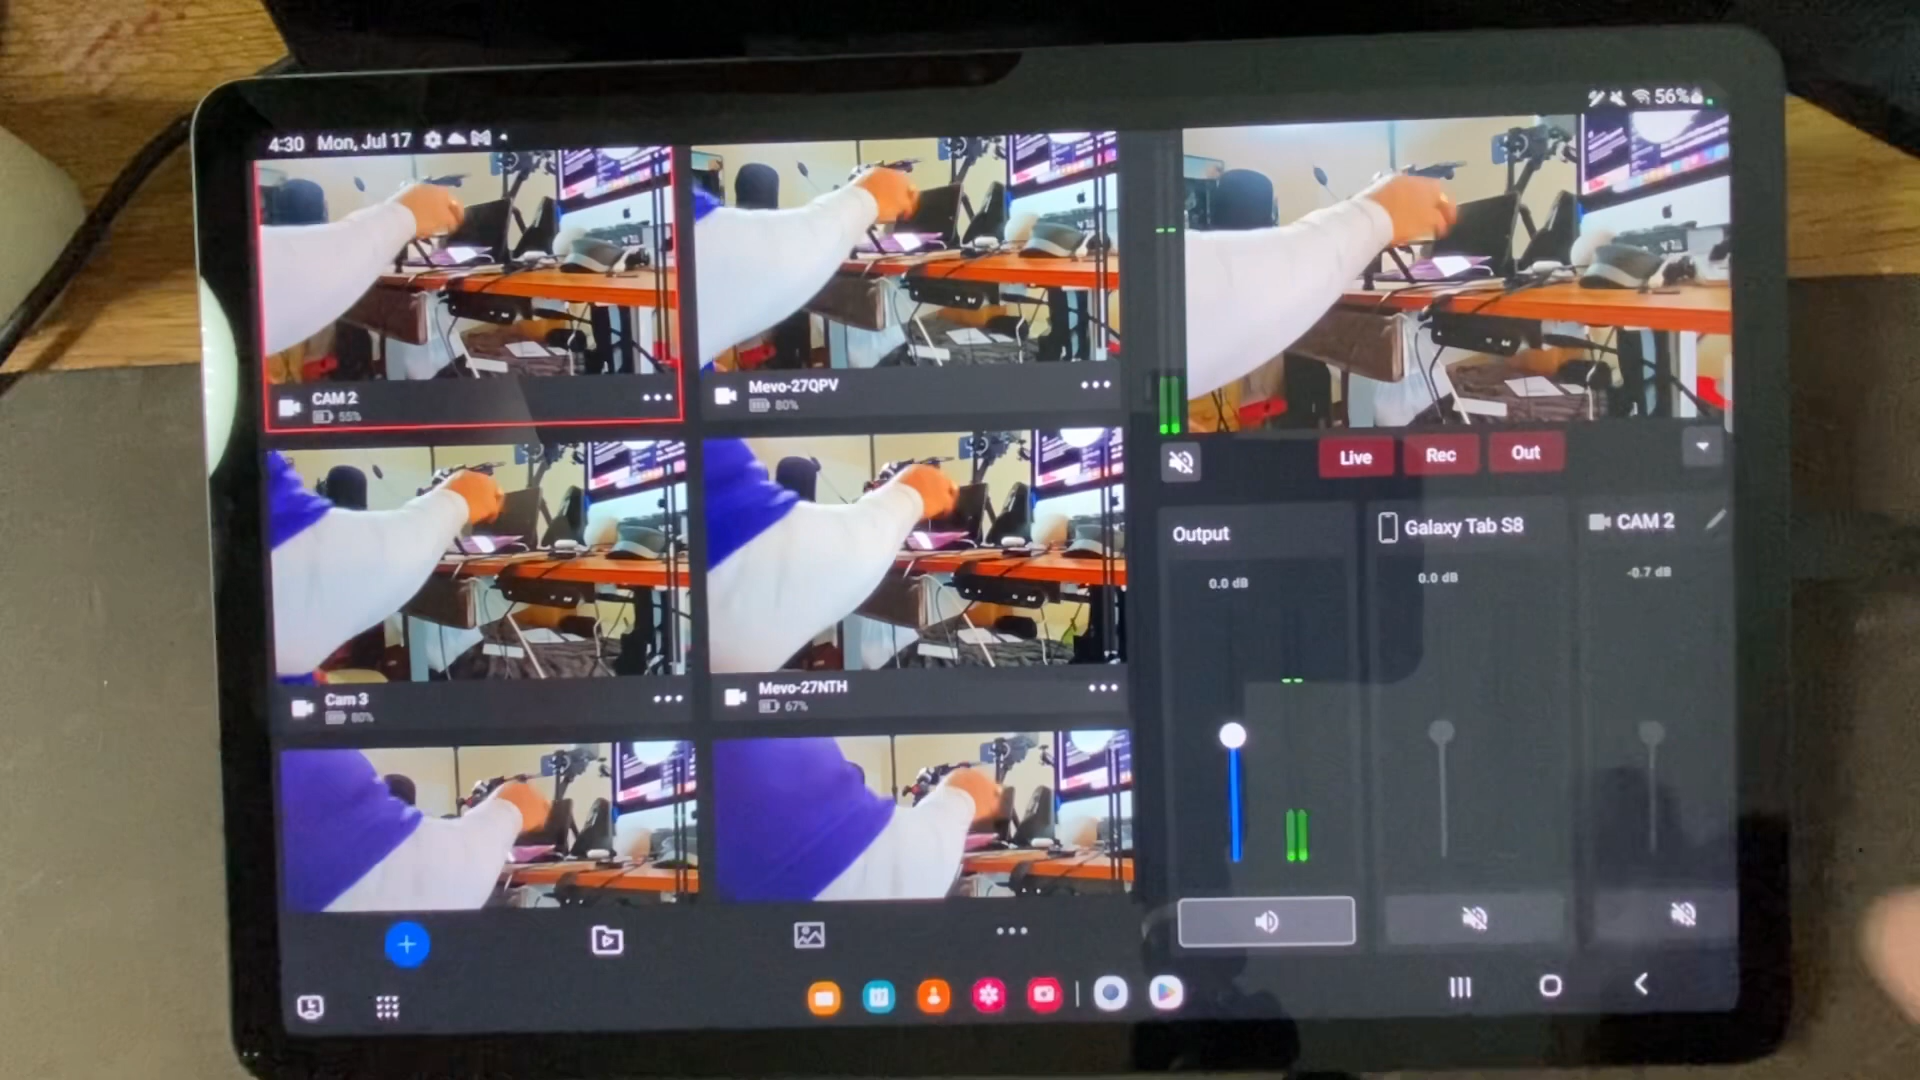 4:30 Mon, Jul 17
56%
CAM 2
55%
Mevo-27QPV
80%
Cam 3
80%
Mevo-27NTH
67%
Live Rec Out
Output
0.0 dB
Galaxy Tab S8
0.0 dB
CAM 2
-0.7 dB